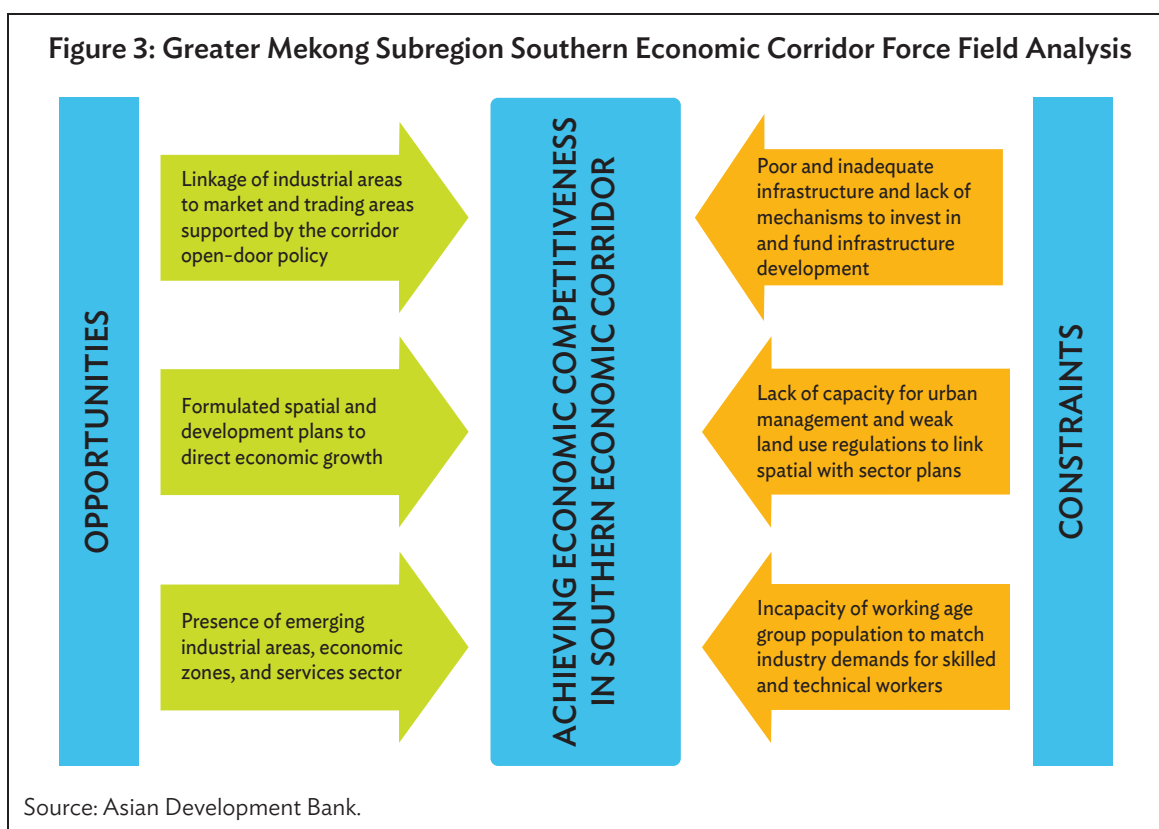 Figure 3: Greater Mekong Subregion Southern Economic Corridor Force Field Analysis
OPPORTUNITIES
Linkage of industrial areas
to market and trading areas
supported by the corridor
open-door policy
Formulated spatial and
development plans to
direct economic growth
Presence of emerging
industrial areas, economic
zones, and services sector
ACHIEVING ECONOMIC COMPETITIVENESS
IN SOUTHERN ECONOMIC CORRIDOR
Poor and inadequate
infrastructure and lack of
mechanisms to invest in
and fund infrastructure
development
Lack of capacity for urban
management and weak
land use regulations to link
spatial with sector plans
Incapacity of working age
group population to match
industry demands for skilled
and technical workers
CONSTRAINTS
Source: Asian Development Bank.